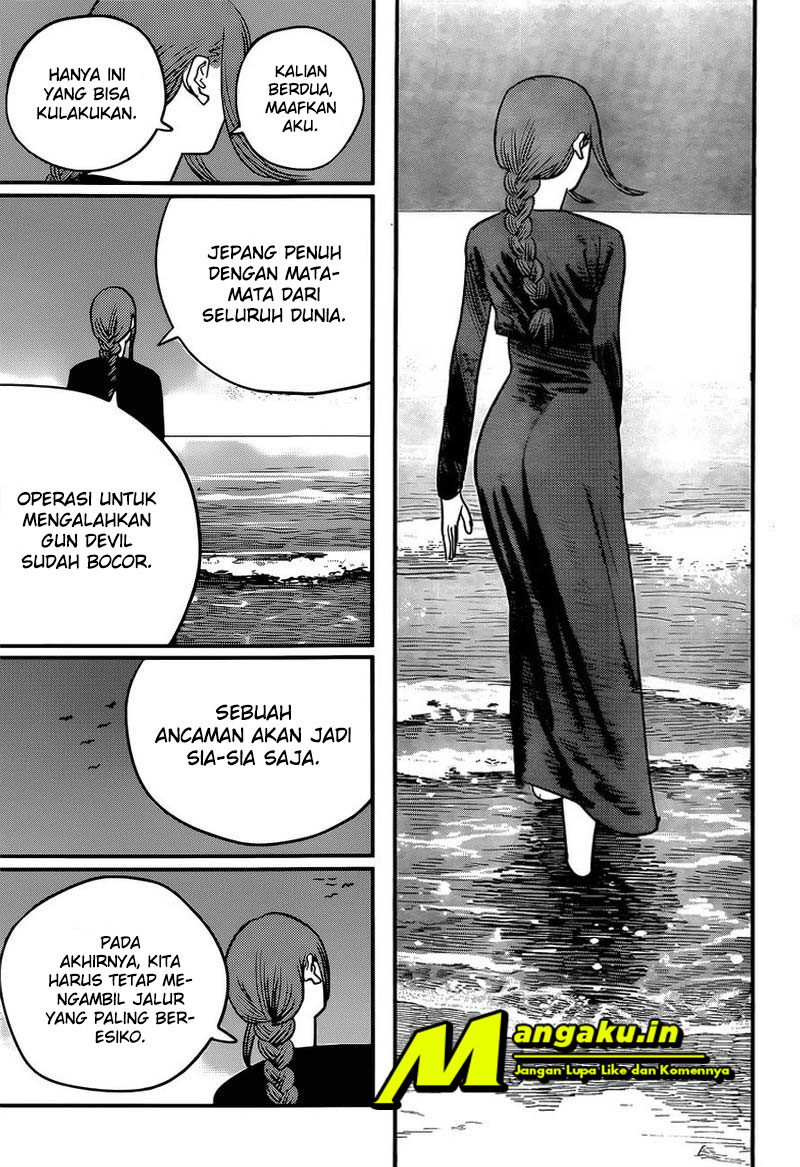 KALIAN
BERDUA,
MAAFKAN
AKU.
HANYA INI
YANG BISA
KULAKUKAN.
JEPANG PENUH
DENGAN MATA-
MATA DARI
SELURUH DUNIA.
OPERASI UNTUK
MENGALAHKAN
GUN DEVIL
SUDAH BOCOR.
SEBUAH
ANCAMAN AKAN JADI
SIA-SIA SAJA.
PADA
AKHIRNYA, KITA
HARUS TETAP ME-
NGAMBIL JALUR
YANG PALING BER-
ESIKO.
Mangaku.in
Jangan Lupa Like dan Komennya